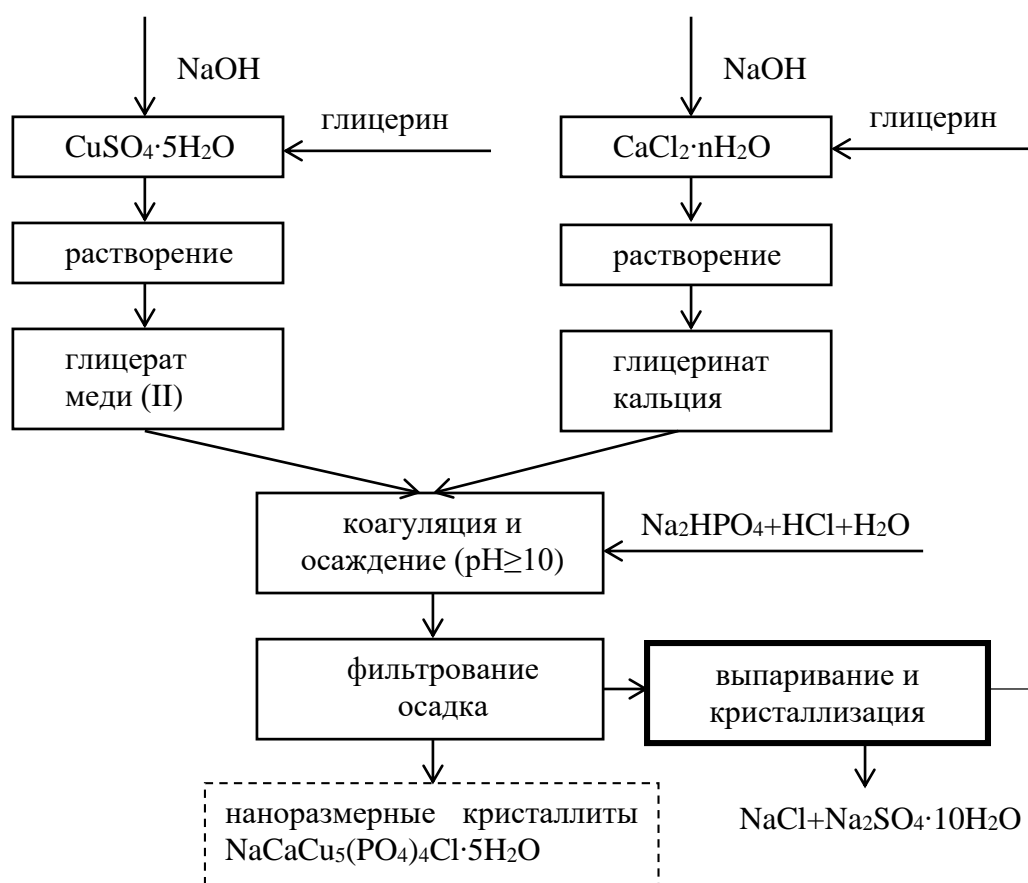 NaOH
NaOH
глицерин
глицерин
CuSO₄·5H₂O
CaCl₂·nH₂O
растворение
растворение
глицерат
меди (II)
глицеринат
кальция
коагуляция и
осаждение (pH≥10)
Na₂HPO₄+HCl+H₂O
фильтрование
осадка
выпаривание и
кристаллизация
наноразмерные кристаллиты
NaCaCu₅(PO₄)₄Cl·5H₂O
NaCl+Na₂SO₄·10H₂O